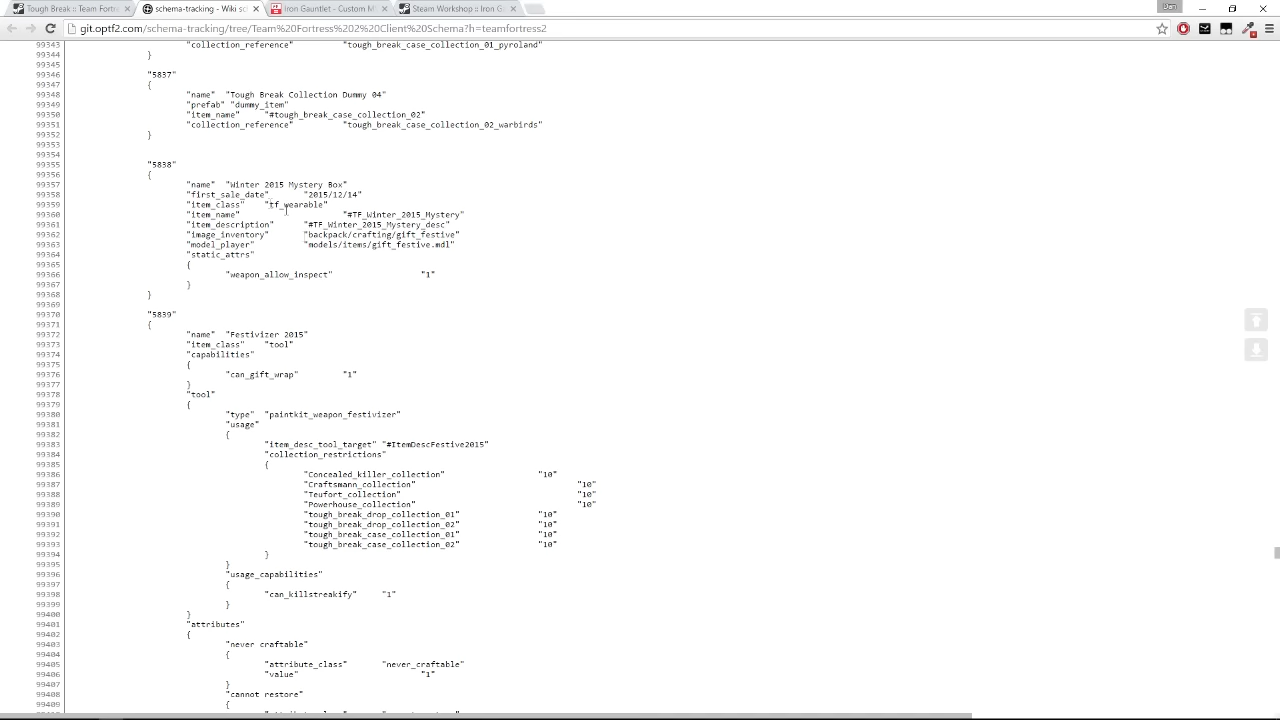 Tough Break :: Team Fortr
schema-tracking - Wiki sc
Iron Gauntlet - Custom M
Steam Workshop :: Iron G
Dan
git.optf2.com/schema-tracking/tree/Team%20Fortress%202%20Client%20Schema?h=teamfortress2
99343 "collection_reference" "tough_break_case_collection_01_pyroland"
99344 }
99345
99346 "5837"
99347 {
99348 "name" "Tough Break Collection Dummy 04"
99349 "prefab" "dummy_item"
99350 "item_name" "#tough_break_case_collection_02"
99351 "collection_reference" "tough_break_case_collection_02_warbirds"
99352 }
99353
99354
99355 "5838"
99356 {
99357 "name" "Winter 2015 Mystery Box"
99358 "first_sale_date" "2015/12/14"
99359 "item_class" "tf_wearable"
99360 "item_name" "#TF_Winter_2015_Mystery"
99361 "item_description" "#TF_Winter_2015_Mystery_desc"
99362 "image_inventory" "backpack/crafting/gift_festive"
99363 "model_player" "models/items/gift_festive.mdl"
99364 "static_attrs"
99365 {
99366 "weapon_allow_inspect" "1"
99367 }
99368 }
99369
99370 "5839"
99371 {
99372 "name" "Festivizer 2015"
99373 "item_class" "tool"
99374 "capabilities"
99375 {
99376 "can_gift_wrap" "1"
99377 }
99378 "tool"
99379 {
99380 "type" "paintkit_weapon_festivizer"
99381 "usage"
99382 {
99383 "item_desc_tool_target" "#ItemDescFestive2015"
99384 "collection_restrictions"
99385 {
99386 "Concealed_killer_collection" "10"
99387 "Craftsmann_collection" "10"
99388 "Teufort_collection" "10"
99389 "Powerhouse_collection" "10"
99390 "tough_break_drop_collection_01" "10"
99391 "tough_break_drop_collection_02" "10"
99392 "tough_break_case_collection_01" "10"
99393 "tough_break_case_collection_02" "10"
99394 }
99395 }
99396 "usage_capabilities"
99397 {
99398 "can_killstreakify" "1"
99399 }
99400 }
99401 "attributes"
99402 {
99403 "never craftable"
99404 {
99405 "attribute_class" "never_craftable"
99406 "value" "1"
99407 }
99408 "cannot restore"
99409 {